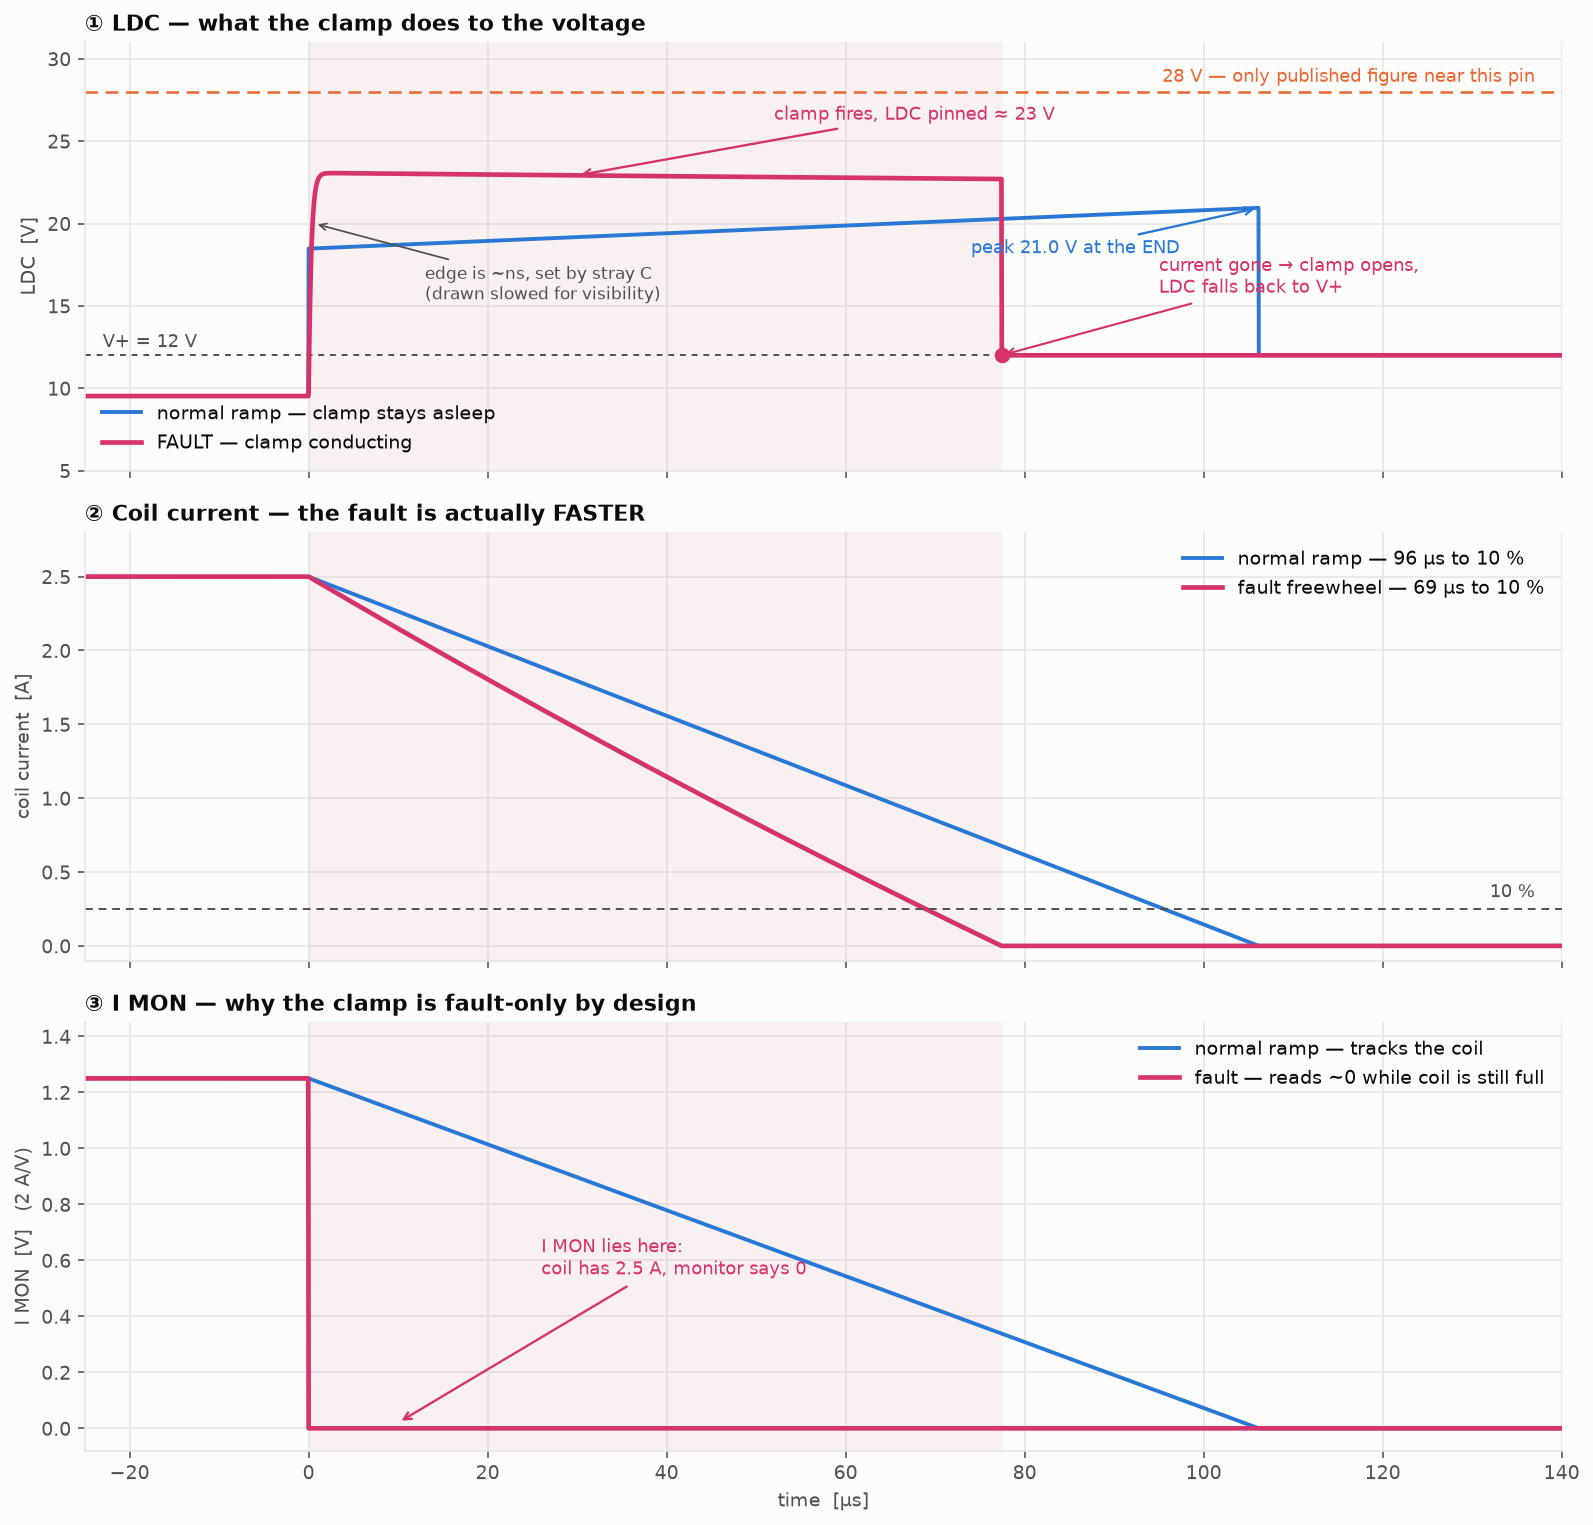 ① LDC — what the clamp does to the voltage
30
25
20
15
10
5
LDC [V]
28 V — only published figure near this pin
clamp fires, LDC pinned ≈ 23 V
peak 21.0 V at the END
current gone → clamp opens,
LDC falls back to V+
edge is ~ns, set by stray C
(drawn slowed for visibility)
V+ = 12 V
normal ramp — clamp stays asleep
FAULT — clamp conducting
② Coil current — the fault is actually FASTER
2.5
2.0
1.5
1.0
0.5
0.0
coil current [A]
normal ramp — 96 µs to 10 %
fault freewheel — 69 µs to 10 %
10 %
③ I MON — why the clamp is fault-only by design
1.4
1.2
1.0
0.8
0.6
0.4
0.2
0.0
I MON [V] (2 A/V)
normal ramp — tracks the coil
fault — reads ~0 while coil is still full
I MON lies here:
coil has 2.5 A, monitor says 0
−20 0 20 40 60 80 100 120 140
time [µs]